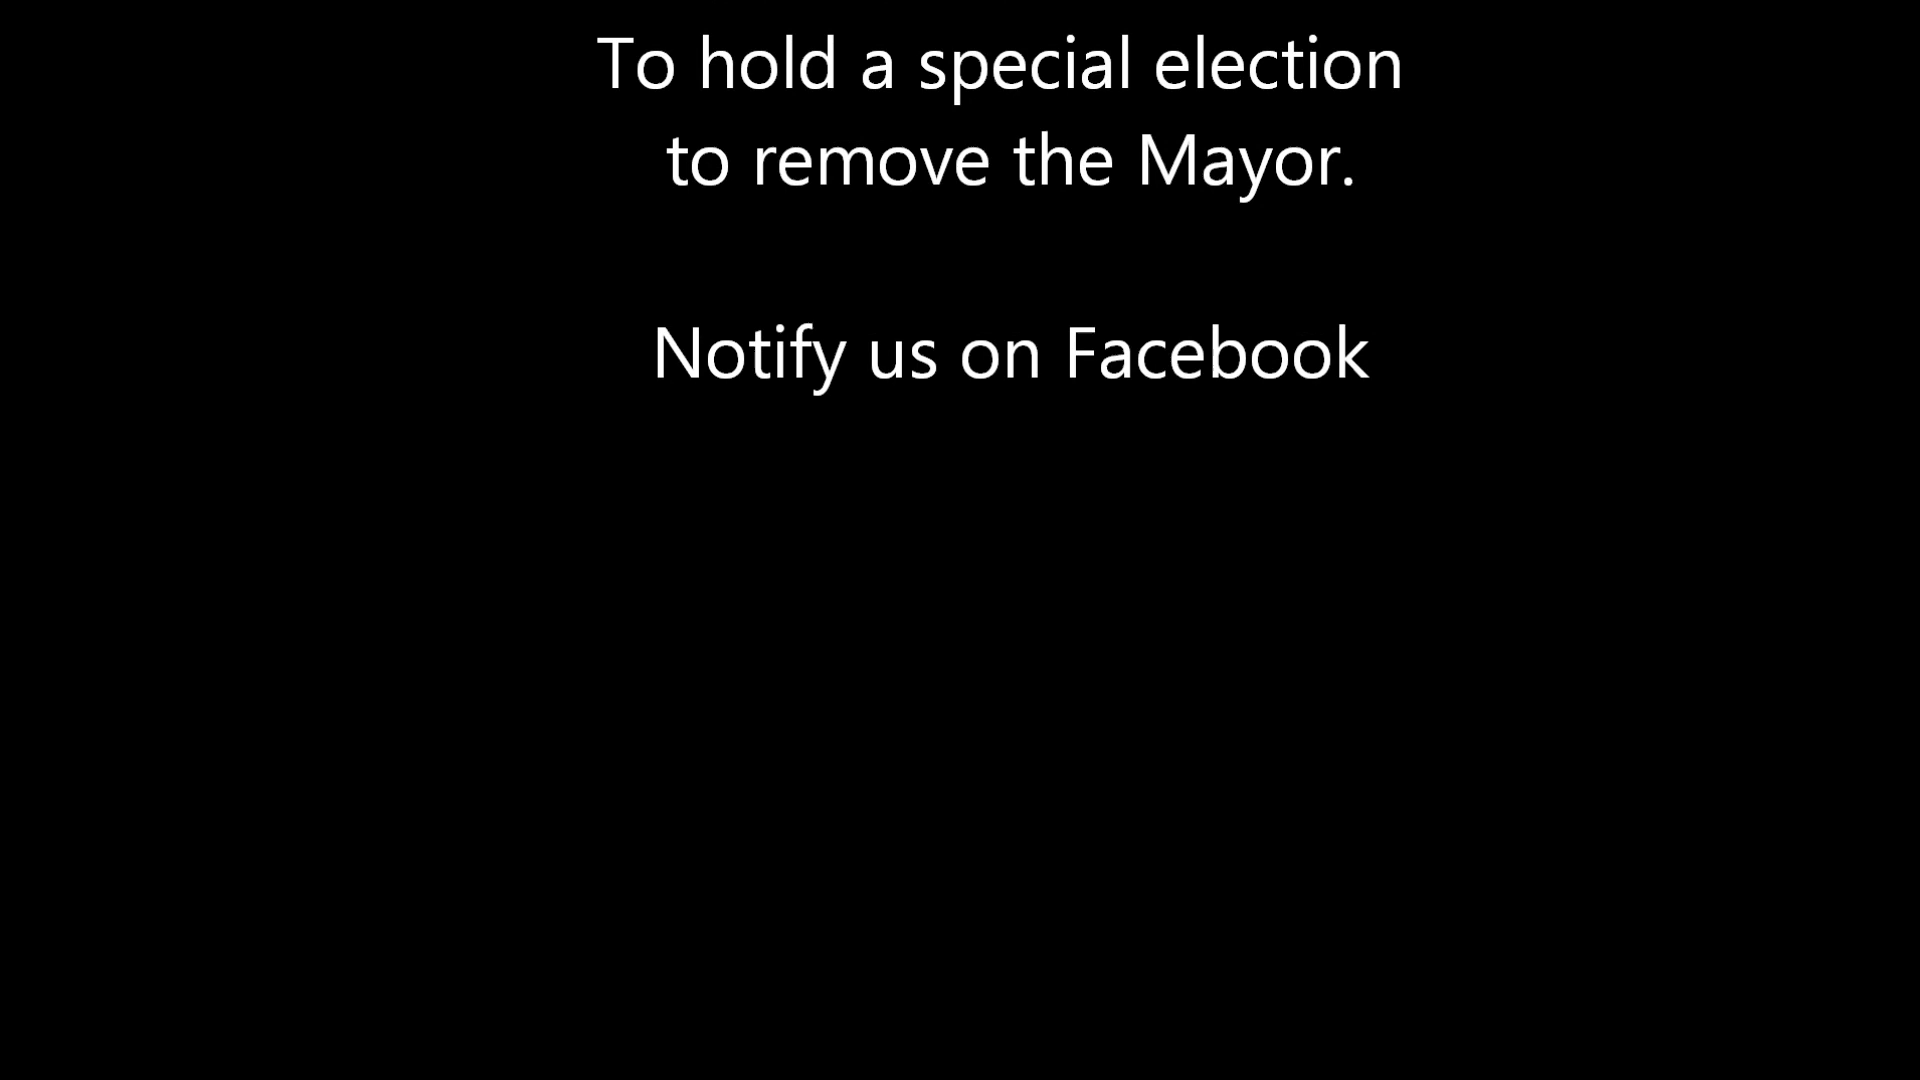 To hold a special election
to remove the Mayor.
Notify us on Facebook